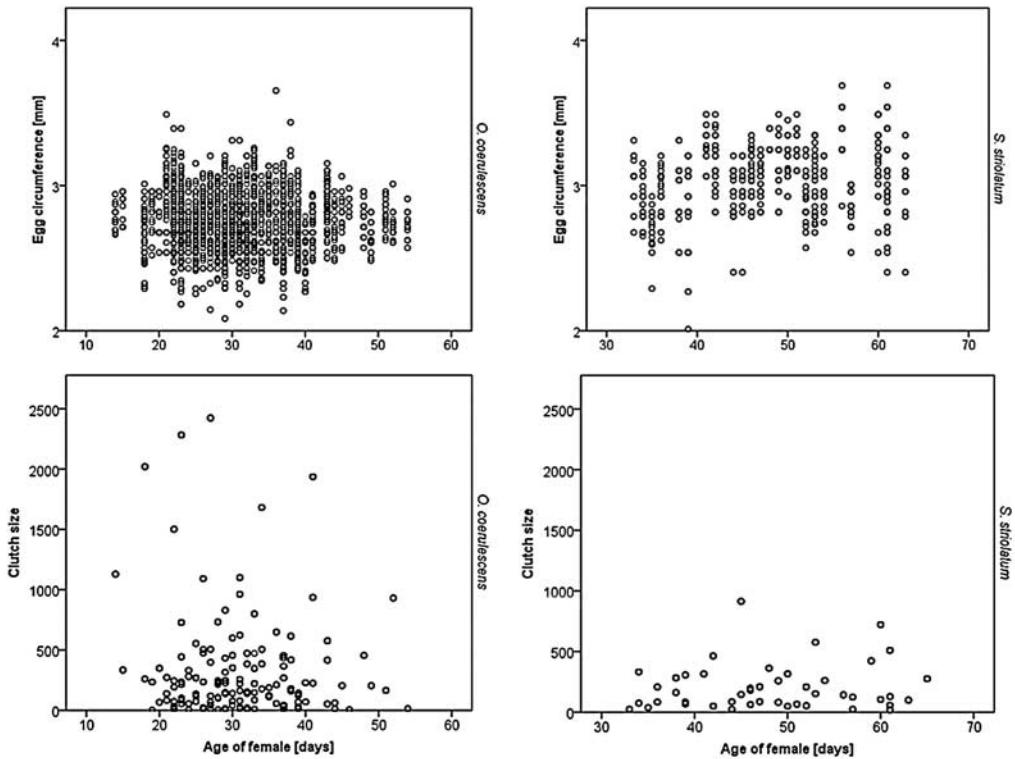 4
3
2
Egg circumference [mm]
10 20 30 40 50 60
O. coerulescens
4
3
2
Egg circumference [mm]
30 40 50 60 70
S. striolatum
2500
2000
1500
1000
500
0
Clutch size
10 20 30 40 50 60
Age of female [days]
O. coerulescens
2500
2000
1500
1000
500
0
Clutch size
30 40 50 60 70
Age of female [days]
S. striolatum